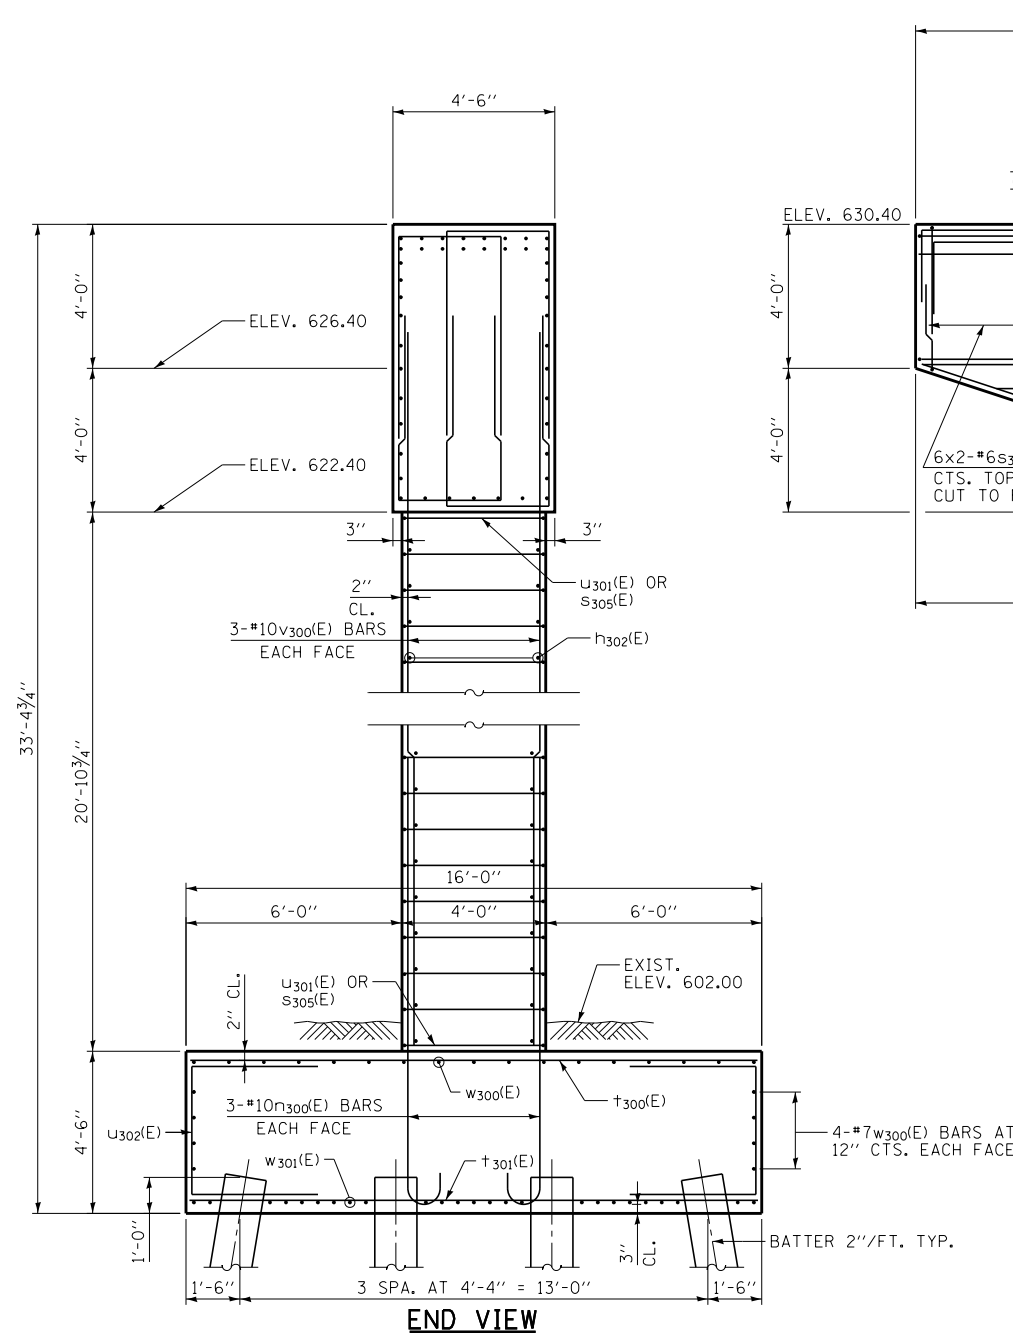 4'-6"
ELEV. 630.40
4'-0"
4'-0"
ELEV. 626.40
4'-0"
4'-0"
ELEV. 622.40
6x2-#6s3
CTS. TOP
CUT TO
3"
3"
2"
CL.
u301(E) OR
s305(E)
3-#10v300(E) BARS
EACH FACE
h302(E)
33'-4¾"
20'-10¾"
16'-0"
6'-0"
4'-0"
6'-0"
2" CL.
u301(E) OR
s305(E)
EXIST.
ELEV. 602.00
4'-6"
w300(E)
t300(E)
3-#10n300(E) BARS
EACH FACE
u302(E)
4-#7w300(E) BARS AT
12" CTS. EACH FACE
w301(E)
t301(E)
1'-0"
3"
CL.
BATTER 2"/FT. TYP.
1'-6"
3 SPA. AT 4'-4" = 13'-0"
1'-6"
END VIEW